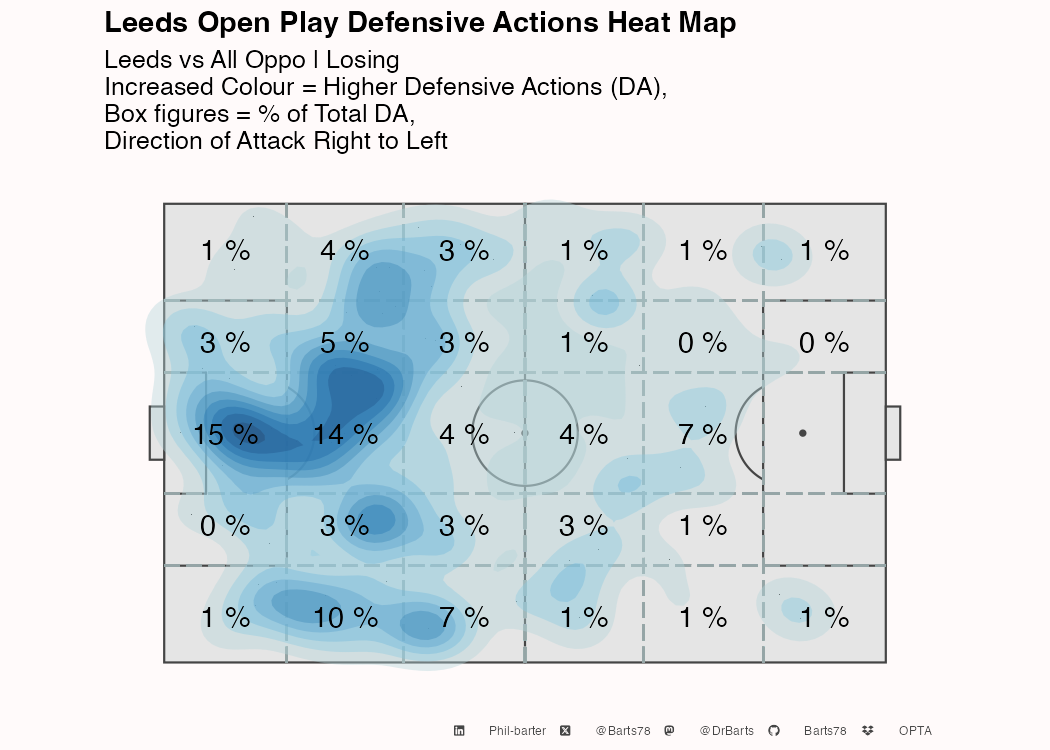 Leeds Open Play Defensive Actions Heat Map
Leeds vs All Oppo | Losing
Increased Colour = Higher Defensive Actions (DA),
Box figures = % of Total DA,
Direction of Attack Right to Left
1 % 4 % 3 % 1 % 1 % 1 %
3 % 5 % 3 % 1 % 0 % 0 %
15 % 14 % 4 % 4 % 7 %
0 % 3 % 3 % 3 % 1 %
1 % 10 % 7 % 1 % 1 % 1 %
Phil-barter @Barts78 @DrBarts Barts78 OPTA